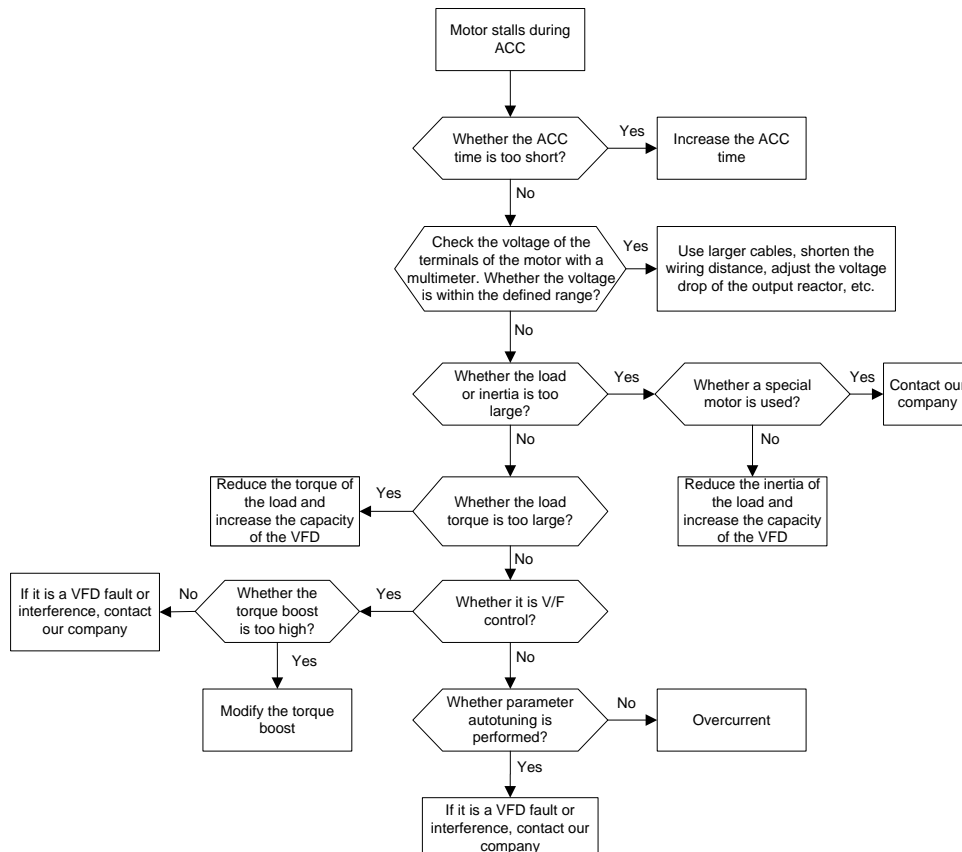 Motor stalls during
ACC
Whether the ACC
time is too short?
Yes
Increase the ACC
time
No
Check the voltage of the
terminals of the motor with a
multimeter. Whether the voltage
is within the defined range?
Yes
Use larger cables, shorten the
wiring distance, adjust the voltage
drop of the output reactor, etc.
No
Whether the load
or inertia is too
large?
Yes
Whether a special
motor is used?
Yes
Contact our
company
No
No
Reduce the inertia of
the load and
increase the capacity
of the VFD
Whether the load
torque is too large?
Yes
Reduce the torque of
the load and
increase the capacity
of the VFD
No
Whether it is V/F
control?
Yes
Whether the
torque boost
is too high?
No
If it is a VFD fault or
interference, contact
our company
Yes
Modify the torque
boost
No
Whether parameter
autotuning is
performed?
No
Overcurrent
Yes
If it is a VFD fault or
interference, contact our
company